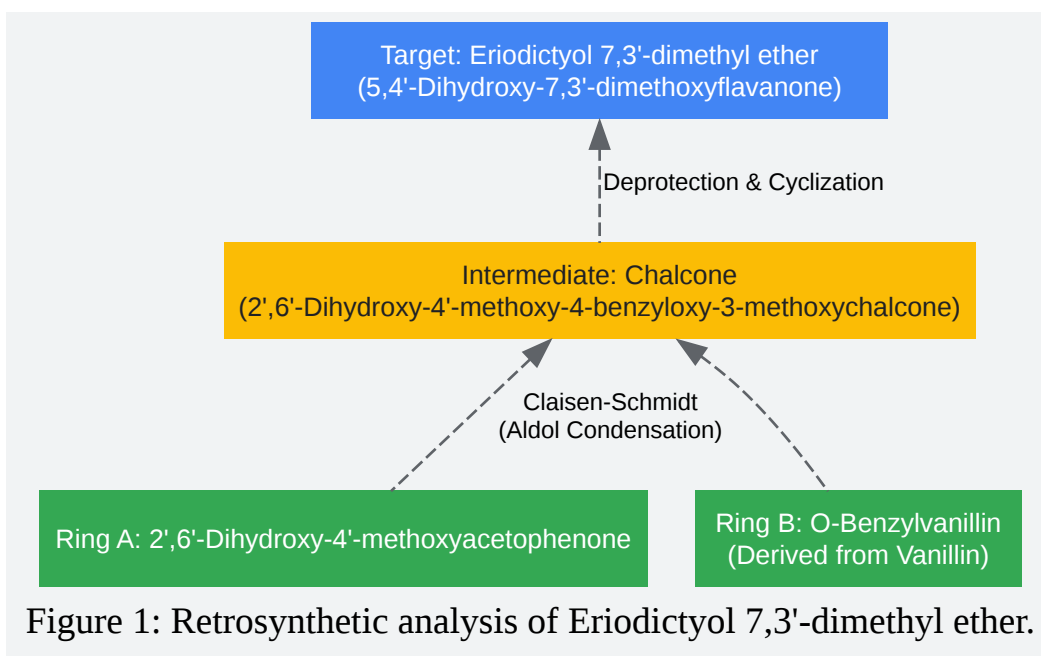 Target: Eriodictyol 7,3'-dimethyl ether
(5,4'-Dihydroxy-7,3'-dimethoxyflavanone)
Deprotection & Cyclization
Intermediate: Chalcone
(2',6'-Dihydroxy-4'-methoxy-4-benzyloxy-3-methoxychalcone)
Claisen-Schmidt
(Aldol Condensation)
Ring A: 2',6'-Dihydroxy-4'-methoxyacetophenone
Ring B: O-Benzylvanillin
(Derived from Vanillin)
Figure 1: Retrosynthetic analysis of Eriodictyol 7,3'-dimethyl ether.